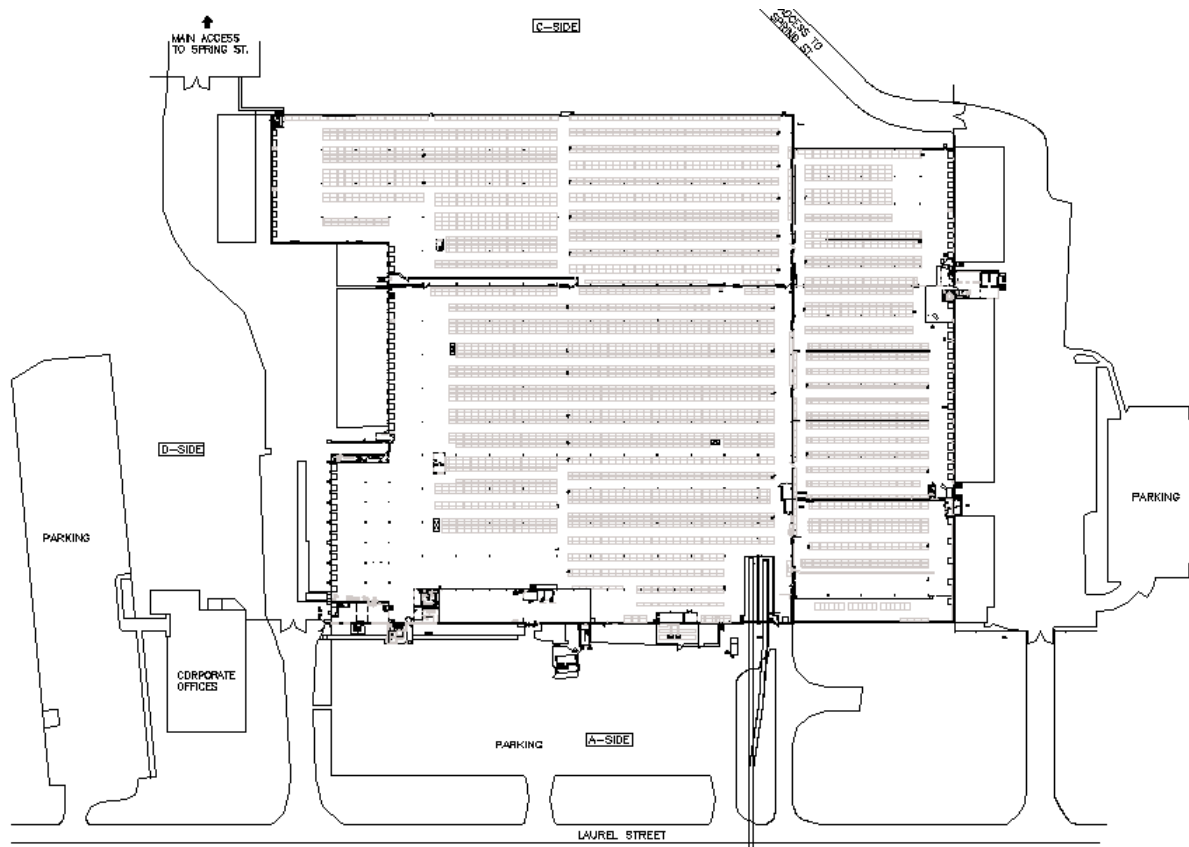 C-SIDE
MAIN ACCESS
TO SPRING ST.
ACCESS TO
SPRING ST.
D-SIDE
PARKING
PARKING
CORPORATE
OFFICES
PARKING
A-SIDE
LAUREL STREET